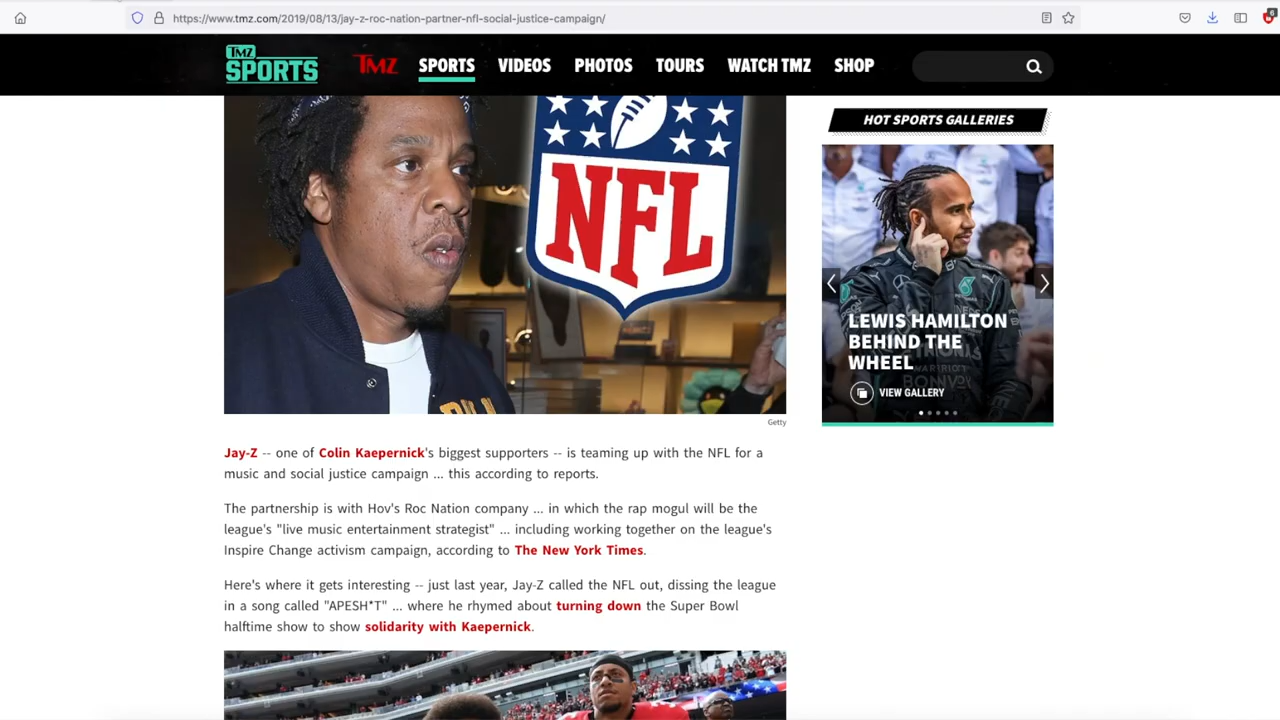 https://www.tmz.com/2019/08/13/jay-z-roc-nation-partner-nfl-social-justice-campaign/
6
TMZ
SPORTS
TMZ
SPORTS
VIDEOS
PHOTOS
TOURS
WATCH TMZ
SHOP
NFL
HOT SPORTS GALLERIES
LEWIS HAMILTON
BEHIND THE
WHEEL
VIEW GALLERY
Getty
Jay-Z -- one of Colin Kaepernick's biggest supporters -- is teaming up with the NFL for a
music and social justice campaign ... this according to reports.
The partnership is with Hov's Roc Nation company ... in which the rap mogul will be the
league's "live music entertainment strategist" ... including working together on the league's
Inspire Change activism campaign, according to The New York Times.
Here's where it gets interesting -- just last year, Jay-Z called the NFL out, dissing the league
in a song called "APESH*T" ... where he rhymed about turning down the Super Bowl
halftime show to show solidarity with Kaepernick.